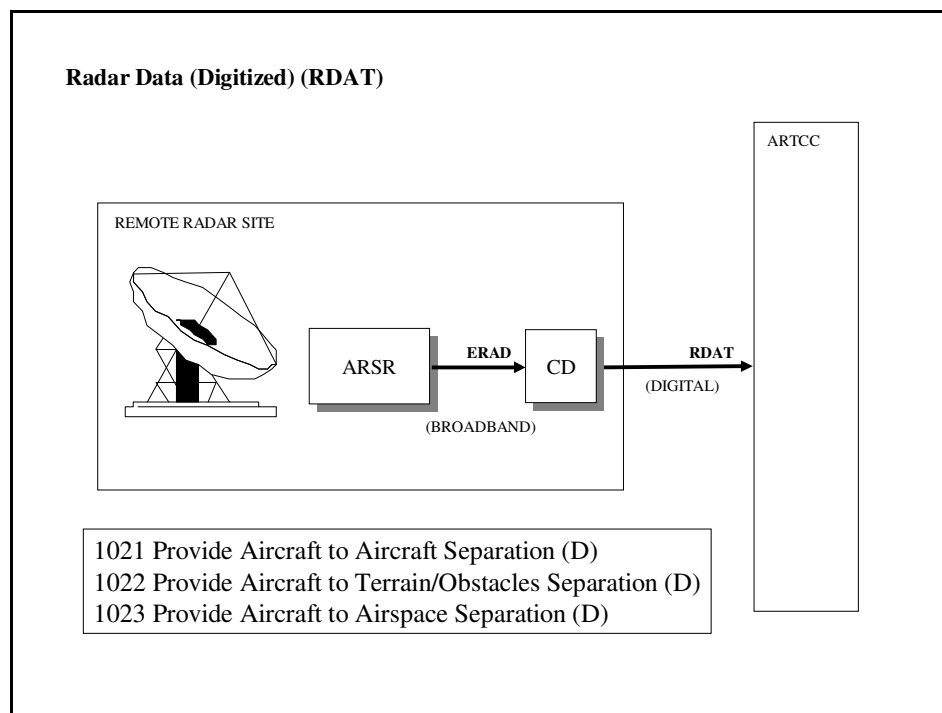 Radar Data (Digitized) (RDAT)
ARTCC
REMOTE RADAR SITE
ARSR
ERAD
CD
RDAT
(DIGITAL)
(BROADBAND)
1021 Provide Aircraft to Aircraft Separation (D)
1022 Provide Aircraft to Terrain/Obstacles Separation (D)
1023 Provide Aircraft to Airspace Separation (D)